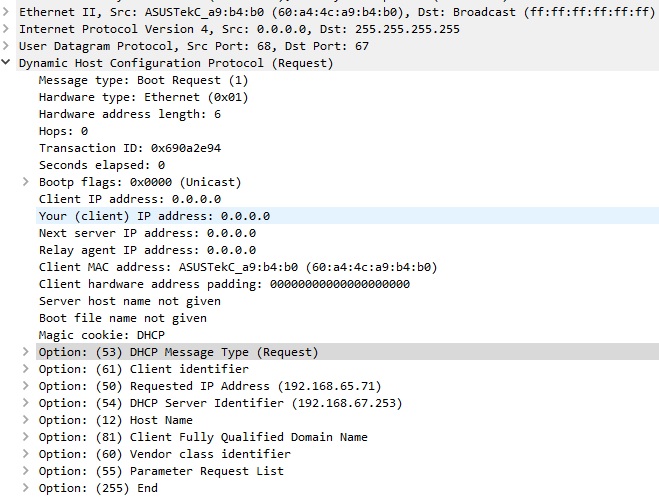 Ethernet II, Src: ASUSTekC_a9:b4:b0 (60:a4:4c:a9:b4:b0), Dst: Broadcast (ff:ff:ff:ff:ff:ff)
Internet Protocol Version 4, Src: 0.0.0.0, Dst: 255.255.255.255
User Datagram Protocol, Src Port: 68, Dst Port: 67
Dynamic Host Configuration Protocol (Request)
Message type: Boot Request (1)
Hardware type: Ethernet (0x01)
Hardware address length: 6
Hops: 0
Transaction ID: 0x690a2e94
Seconds elapsed: 0
Bootp flags: 0x0000 (Unicast)
Client IP address: 0.0.0.0
Your (client) IP address: 0.0.0.0
Next server IP address: 0.0.0.0
Relay agent IP address: 0.0.0.0
Client MAC address: ASUSTekC_a9:b4:b0 (60:a4:4c:a9:b4:b0)
Client hardware address padding: 00000000000000000000
Server host name not given
Boot file name not given
Magic cookie: DHCP
Option: (53) DHCP Message Type (Request)
Option: (61) Client identifier
Option: (50) Requested IP Address (192.168.65.71)
Option: (54) DHCP Server Identifier (192.168.67.253)
Option: (12) Host Name
Option: (81) Client Fully Qualified Domain Name
Option: (60) Vendor class identifier
Option: (55) Parameter Request List
Option: (255) End